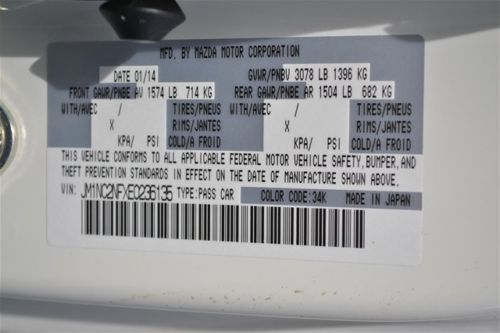 MFD. BY MAZDA MOTOR CORPORATION
DATE 01/14 GVWR/PNBV 3078 LB 1396 KG
FRONT GAWR/PNBE AV 1574 LB 714 KG REAR GAWR/PNBE AR 1504 LB 682 KG
WITH/AVEC / TIRES/PNEUS WITH/AVEC / TIRES/PNEUS
X RIMS/JANTES X RIMS/JANTES
KPA/ PSI COLD/A FROID KPA/ PSI COLD/A FROID
THIS VEHICLE CONFORMS TO ALL APPLICABLE FEDERAL MOTOR VEHICLE SAFETY, BUMPER, AND
THEFT PREVENTION STANDARDS IN EFFECT ON THE DATE OF MANUFACTURE SHOWN ABOVE.
VIN: JM1NC2NFXE0236135 TYPE:PASS CAR COLOR CODE:34K MADE IN JAPAN